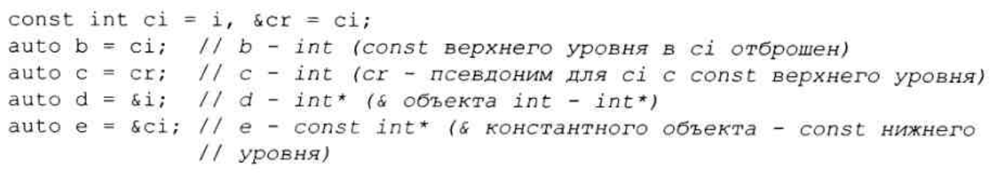 const int ci = i, &cr = ci;
auto b = ci;  // b - int (const верхнего уровня в ci отброшен)
auto c = cr;  // c - int (cr - псевдоним для ci с const верхнего уровня)
auto d = &i;  // d - int* (& объекта int - int*)
auto e = &ci; // e - const int* (& константного объекта - const нижнего
              // уровня)